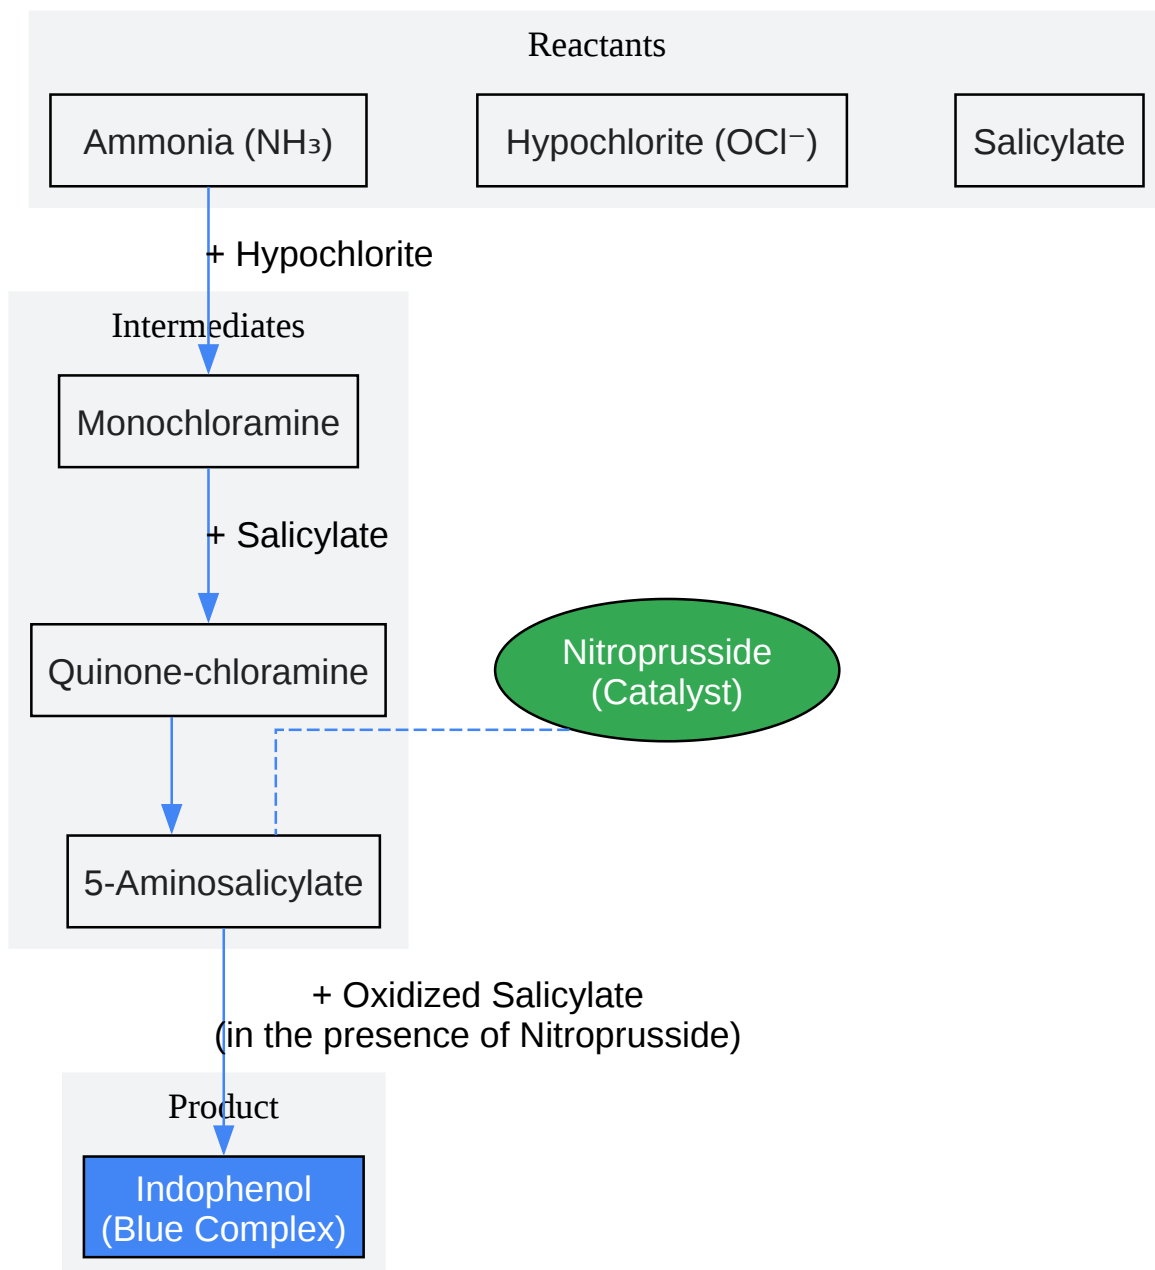 Reactants
Ammonia (NH₃)
Hypochlorite (OCl⁻)
Salicylate
+ Hypochlorite
Intermediates
Monochloramine
+ Salicylate
Quinone-chloramine
Nitroprusside
(Catalyst)
5-Aminosalicylate
+ Oxidized Salicylate
(in the presence of Nitroprusside)
Product
Indophenol
(Blue Complex)